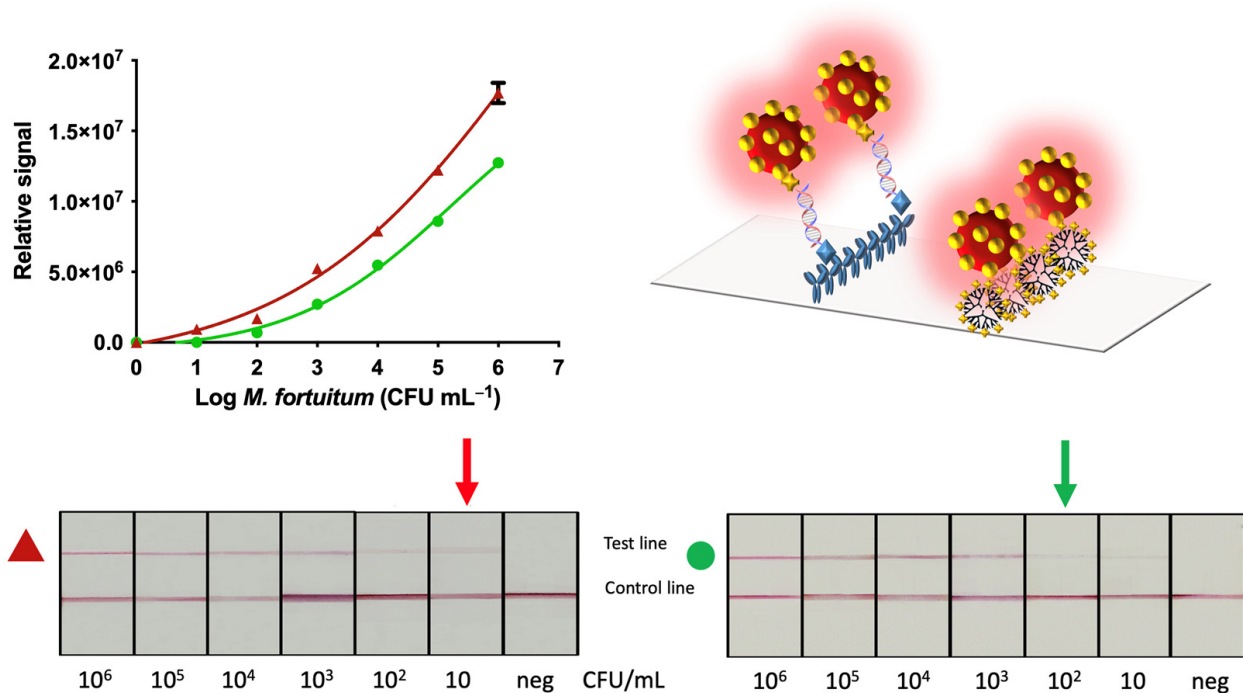 2.0×10⁷
1.5×10⁷
1.0×10⁷
5.0×10⁶
0.0
Relative signal
0 1 2 3 4 5 6 7
Log M. fortuitum (CFU mL⁻¹)
Test line
Control line
10⁶ 10⁵ 10⁴ 10³ 10² 10 neg CFU/mL 10⁶ 10⁵ 10⁴ 10³ 10² 10 neg